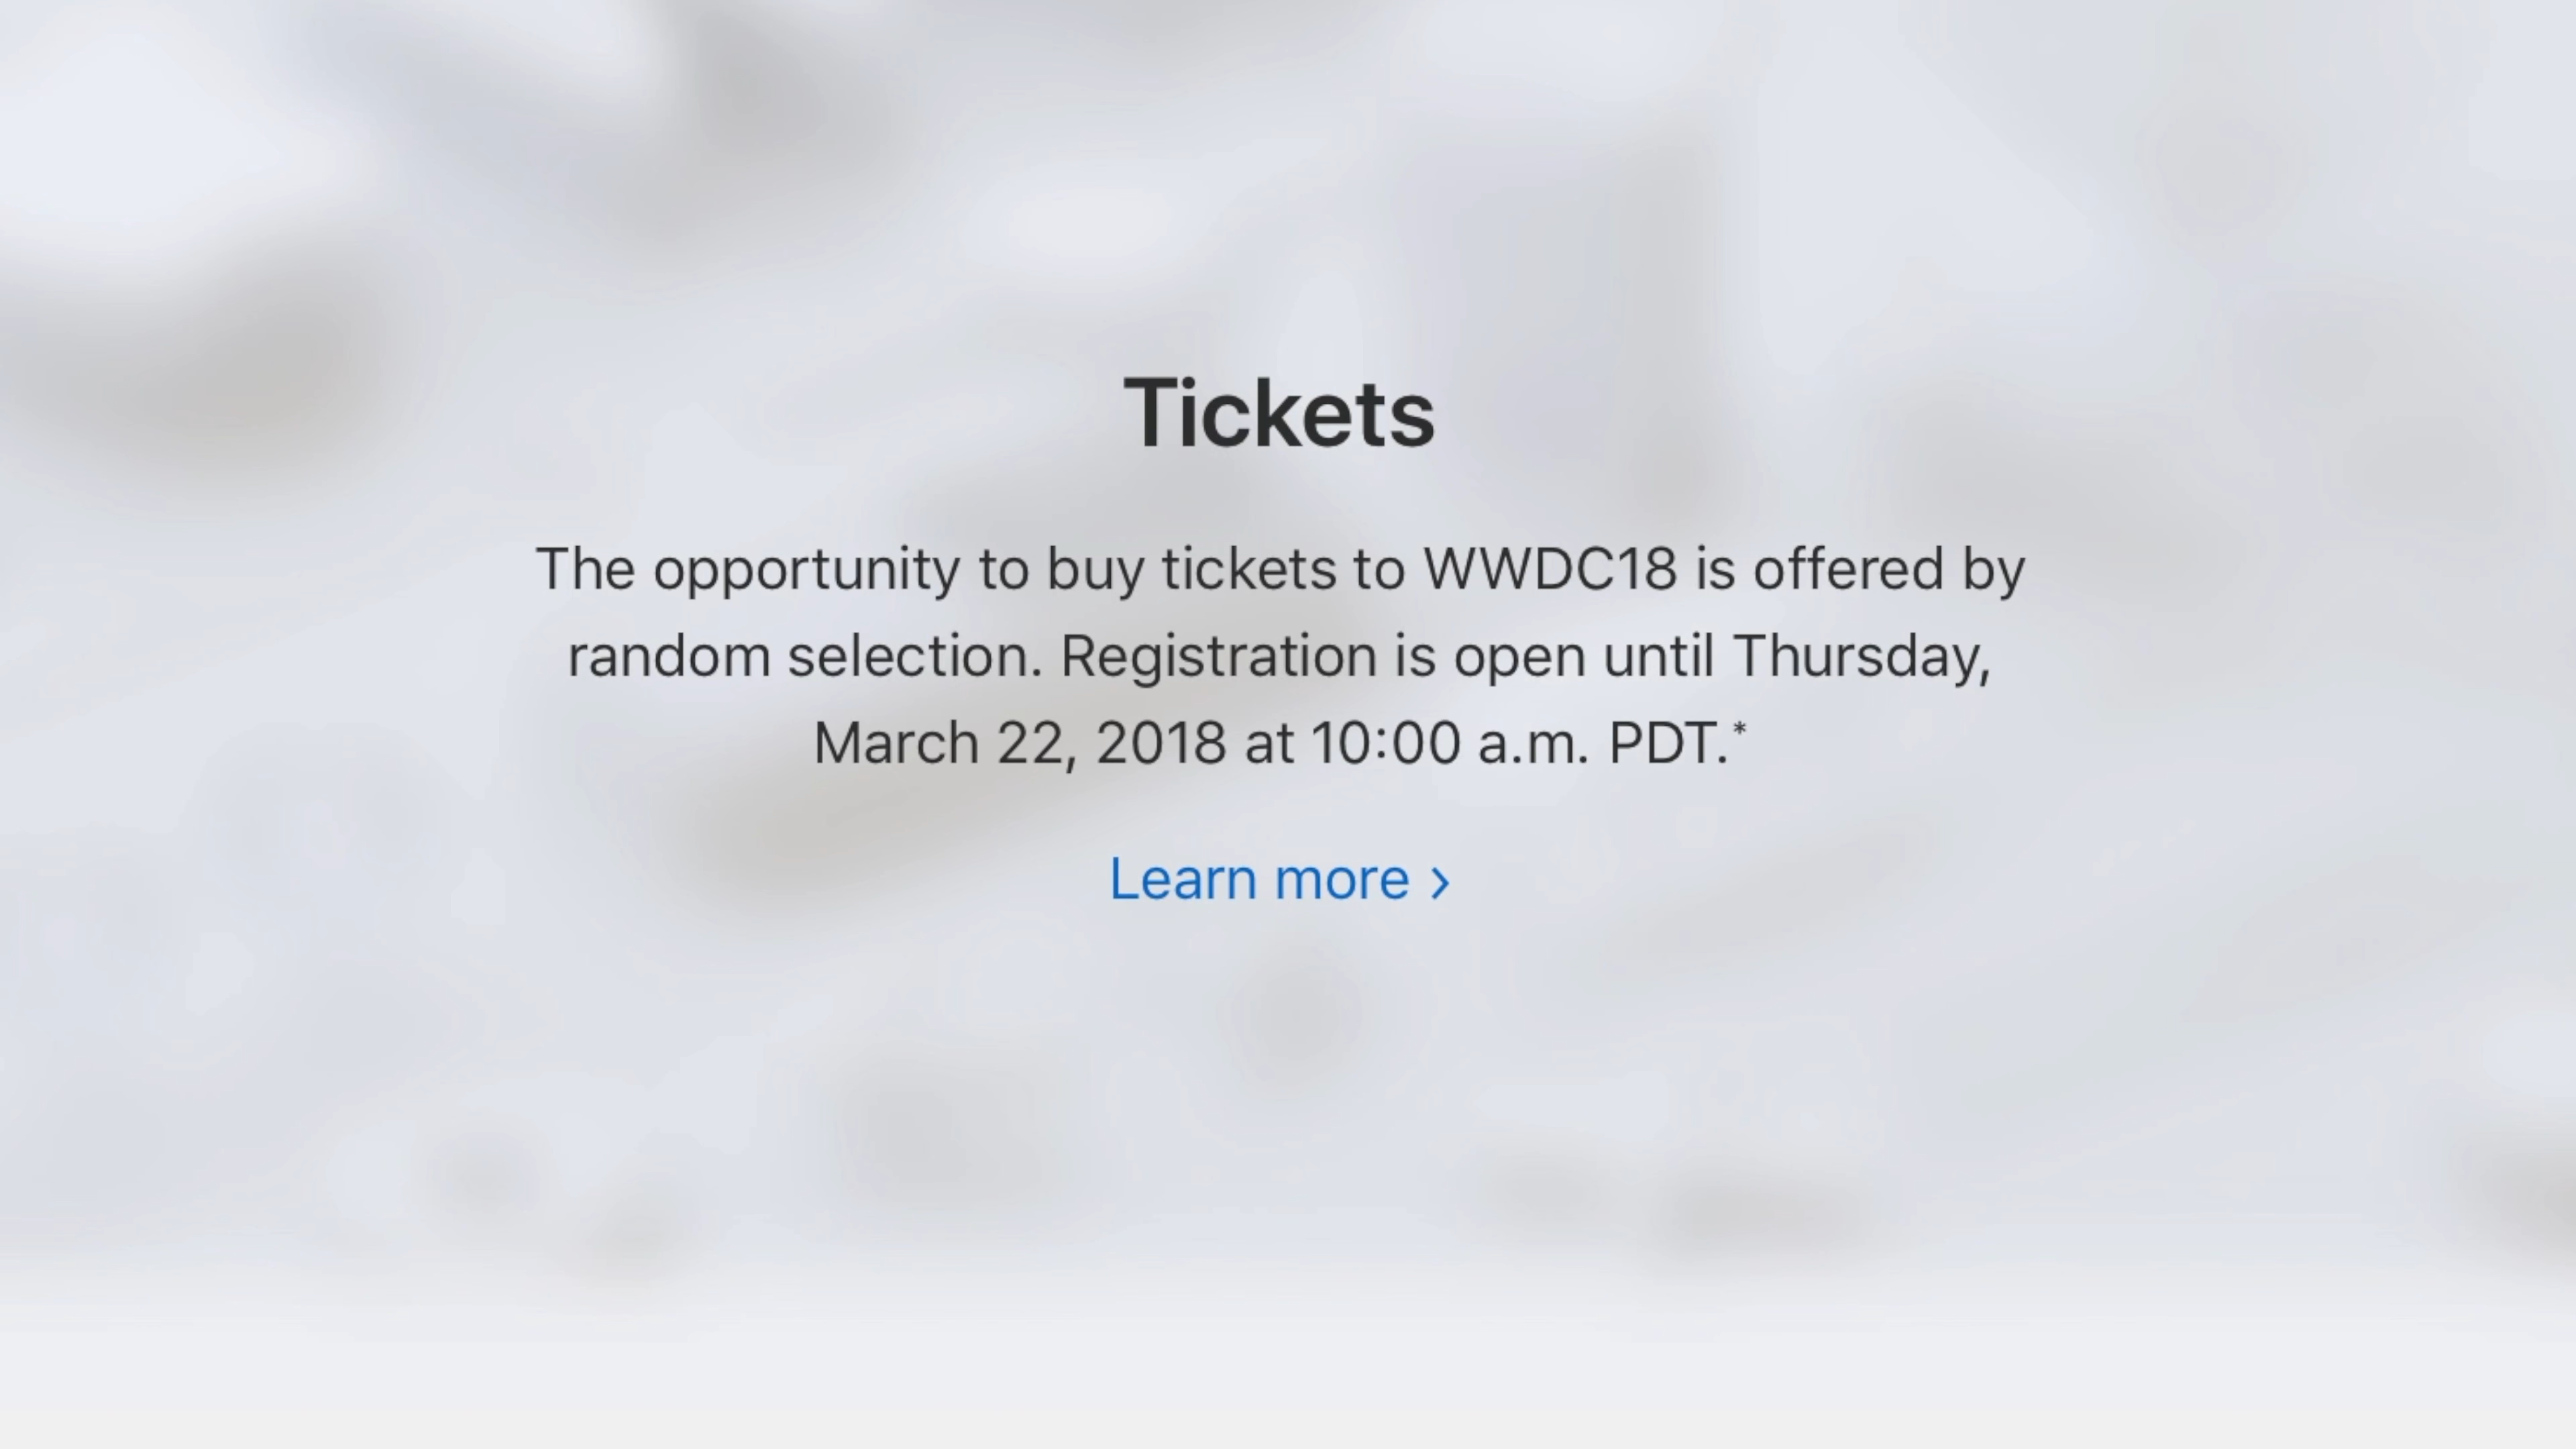 Tickets
The opportunity to buy tickets to WWDC18 is offered by
random selection. Registration is open until Thursday,
March 22, 2018 at 10:00 a.m. PDT.*
Learn more ›